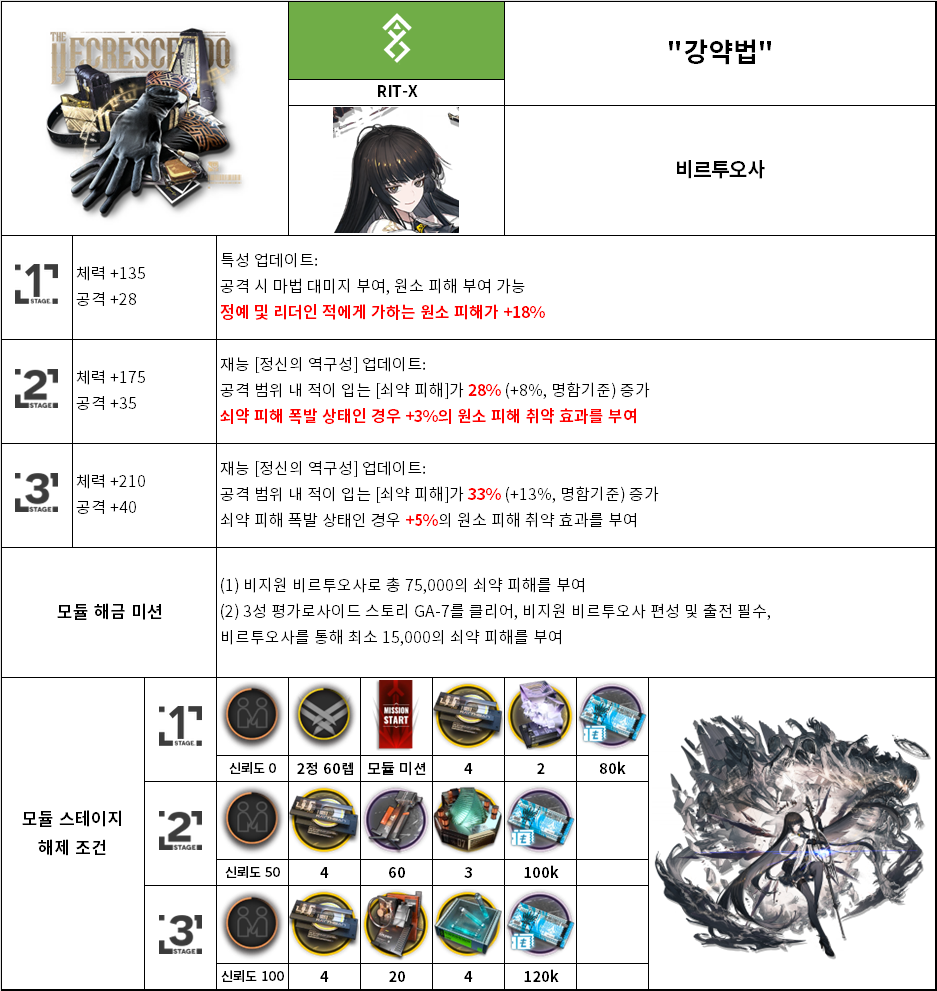 THE
DECRESCENDO
RIT-X
"강약법"
비르투오사
1
STAGE.
체력 +135
공격 +28
특성 업데이트:
공격 시 마법 대미지 부여, 원소 피해 부여 가능
정예 및 리더인 적에게 가하는 원소 피해가 +18%
2
STAGE.
체력 +175
공격 +35
재능 [정신의 역구성] 업데이트:
공격 범위 내 적이 입는 [쇠약 피해]가 28% (+8%, 명함기준) 증가
쇠약 피해 폭발 상태인 경우 +3%의 원소 피해 취약 효과를 부여
3
STAGE.
체력 +210
공격 +40
재능 [정신의 역구성] 업데이트:
공격 범위 내 적이 입는 [쇠약 피해]가 33% (+13%, 명함기준) 증가
쇠약 피해 폭발 상태인 경우 +5%의 원소 피해 취약 효과를 부여
모듈 해금 미션
(1) 비지원 비르투오사로 총 75,000의 쇠약 피해를 부여
(2) 3성 평가로사이드 스토리 GA-7를 클리어, 비지원 비르투오사 편성 및 출전 필수,
비르투오사를 통해 최소 15,000의 쇠약 피해를 부여
모듈 스테이지
해제 조건
1
STAGE.
MISSION
START
신뢰도 0 2정 60렙 모듈 미션 4 2 80k
2
STAGE.
신뢰도 50 4 60 3 100k
3
STAGE.
신뢰도 100 4 20 4 120k